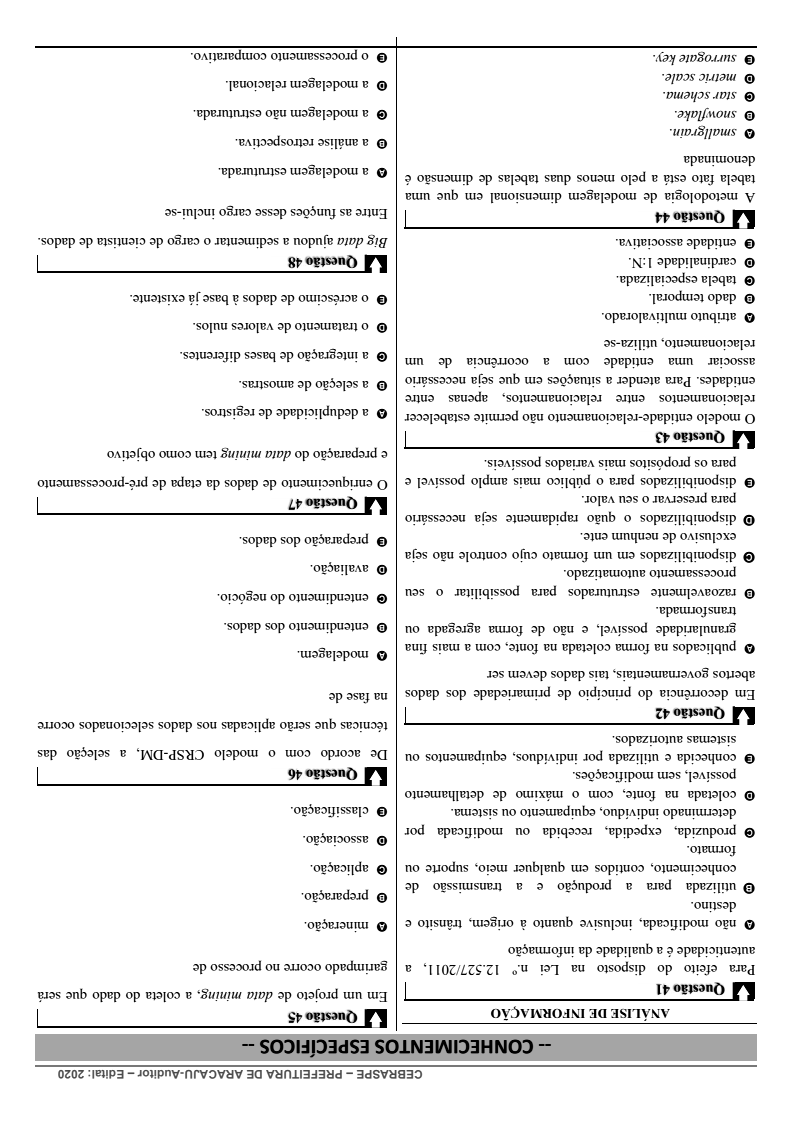 CEBRASPE – PREFEITURA DE ARACAJU-Auditor – Edital: 2020
-- CONHECIMENTOS ESPECÍFICOS --
ANÁLISE DE INFORMAÇÃO
Questão 41
Para efeito do disposto na Lei n.º 12.527/2011, a
autenticidade é a qualidade da informação
A não modificada, inclusive quanto à origem, trânsito e
destino.
B utilizada para a produção e a transmissão de
conhecimento, contidos em qualquer meio, suporte ou
formato.
C produzida, expedida, recebida ou modificada por
determinado indivíduo, equipamento ou sistema.
D coletada na fonte, com o máximo de detalhamento
possível, sem modificações.
E conhecida e utilizada por indivíduos, equipamentos ou
sistemas autorizados.
Questão 42
Em decorrência do princípio de primariedade dos dados
abertos governamentais, tais dados devem ser
A publicados na forma coletada na fonte, com a mais fina
granularidade possível, e não de forma agregada ou
transformada.
B razoavelmente estruturados para possibilitar o seu
processamento automatizado.
C disponibilizados em um formato cujo controle não seja
exclusivo de nenhum ente.
D disponibilizados o quão rapidamente seja necessário
para preservar o seu valor.
E disponibilizados para o público mais amplo possível e
para os propósitos mais variados possíveis.
Questão 43
O modelo entidade-relacionamento não permite estabelecer
relacionamentos entre relacionamentos, apenas entre
entidades. Para atender a situações em que seja necessário
associar uma entidade com a ocorrência de um
relacionamento, utiliza-se
A atributo multivalorado.
B dado temporal.
C tabela especializada.
D cardinalidade 1:N.
E entidade associativa.
Questão 44
A metodologia de modelagem dimensional em que uma
tabela fato está a pelo menos duas tabelas de dimensão é
denominada
A smallgrain.
B snowflake.
C star schema.
D metric scale.
E surrogate key.
Questão 45
Em um projeto de data mining, a coleta do dado que será
garimpado ocorre no processo de
A mineração.
B preparação.
C aplicação.
D associação.
E classificação.
Questão 46
De acordo com o modelo CRSP-DM, a seleção das
técnicas que serão aplicadas nos dados selecionados ocorre
na fase de
A modelagem.
B entendimento dos dados.
C entendimento do negócio.
D avaliação.
E preparação dos dados.
Questão 47
O enriquecimento de dados da etapa de pré-processamento
e preparação do data mining tem como objetivo
A a deduplicidade de registros.
B a seleção de amostras.
C a integração de bases diferentes.
D o tratamento de valores nulos.
E o acréscimo de dados à base já existente.
Questão 48
Big data ajudou a sedimentar o cargo de cientista de dados.
Entre as funções desse cargo inclui-se
A a modelagem estruturada.
B a análise retrospectiva.
C a modelagem não estruturada.
D a modelagem relacional.
E o processamento comparativo.